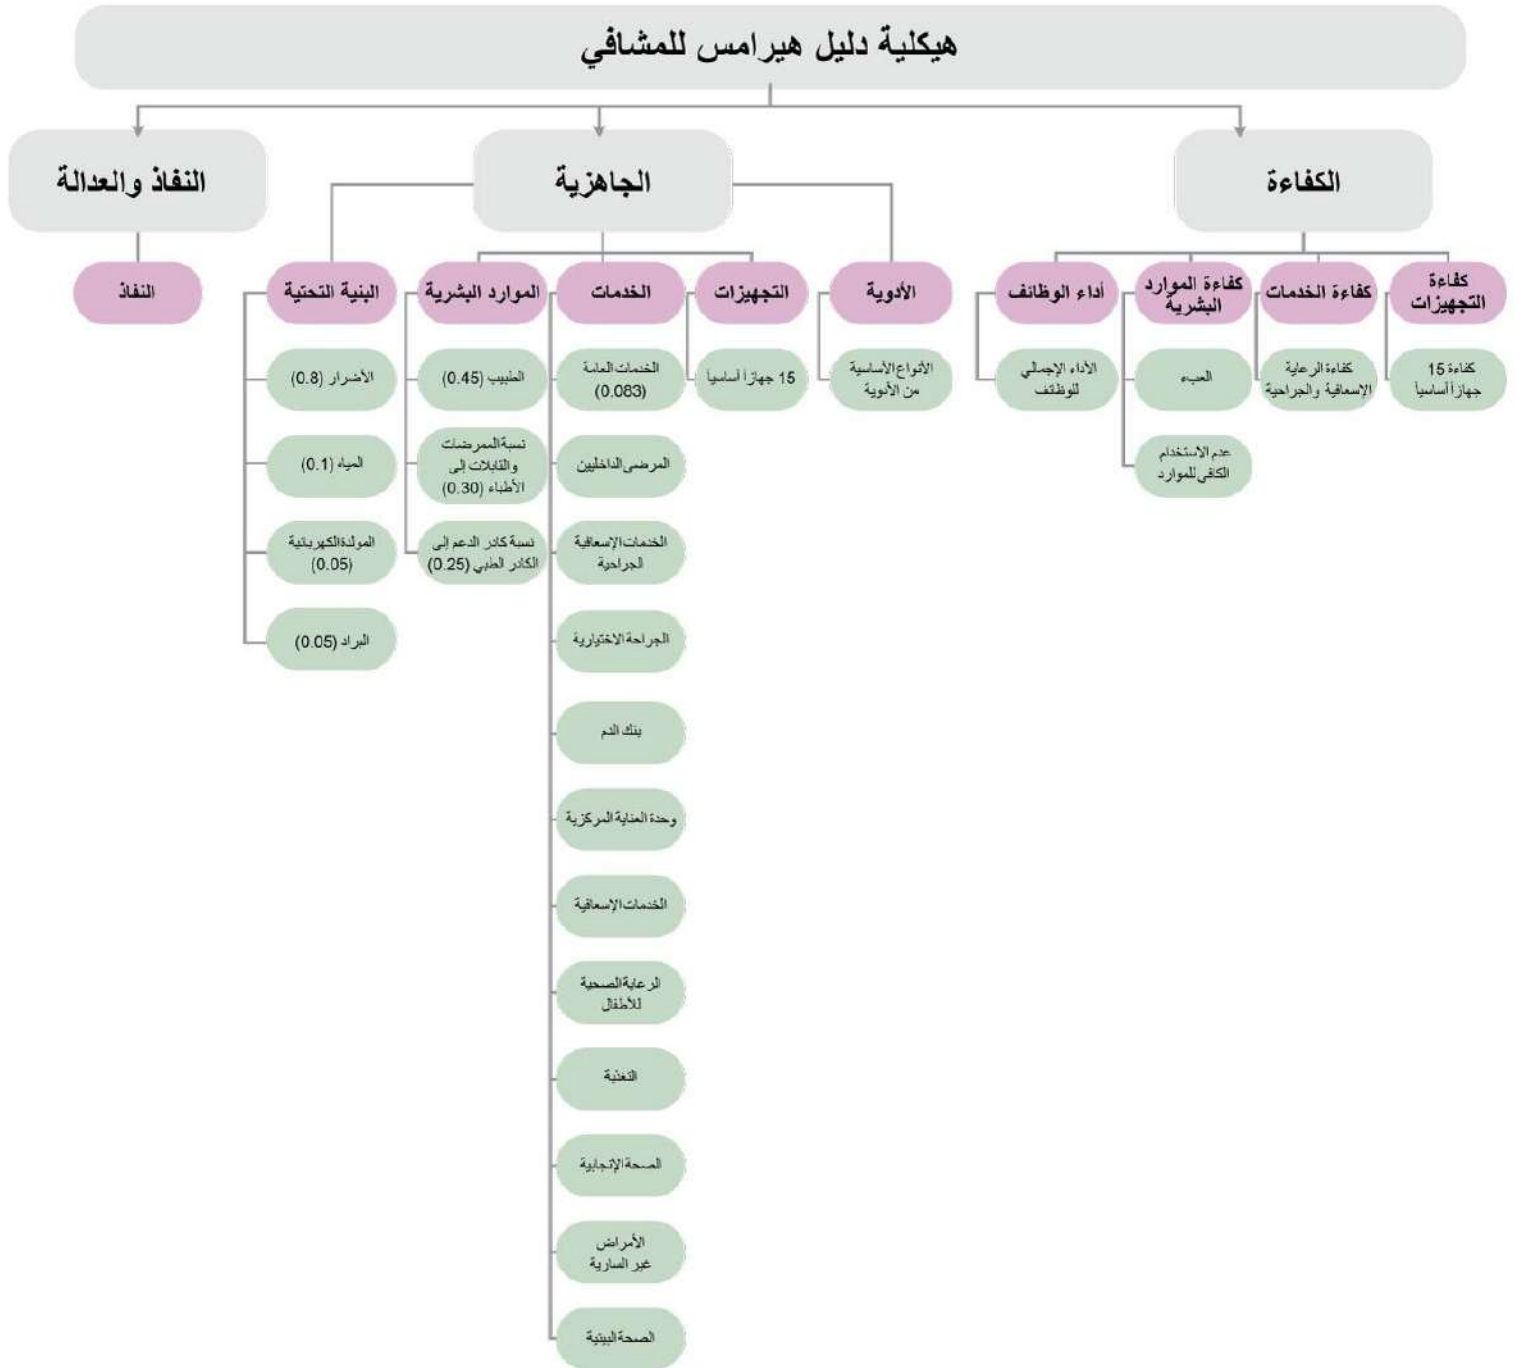 هيكلية دليل هيرامس للمشافي
الكفاءة
الجاهزية
النفاذ والعدالة
كفاءة
التجهيزات
كفاءة الخدمات
كفاءة الموارد
البشرية
أداء الوظائف
الأدوية
التجهيزات
الخدمات
الموارد البشرية
البنية التحتية
النفاذ
كفاءة 15
جهازاً أساسياً
كفاءة الرعاية
الإسعافية والجراحية
العبء
عدم الاستخدام
الكافي للموارد
الأداء الإجمالي
للوظائف
الأنواع الأساسية
من الأدوية
15 جهازاً أساسياً
الخدمات العامة
(0.083)
المرضى الداخليين
الخدمات الإسعافية
الجراحية
الجراحة الاختيارية
بنك الدم
وحدة العناية المركزية
الخدمات الإسعافية
الرعاية الصحية
للأطفال
التغذية
الصحة الإنجابية
الأمراض
غير السارية
الصحة البيئية
الطبيب (0.45)
نسبة الممرضات
والقابلات إلى
الأطباء (0.30)
نسبة كادر الدعم إلى
الكادر الطبي (0.25)
الأضرار (0.8)
المياه (0.1)
المولدة الكهربائية
(0.05)
البراد (0.05)